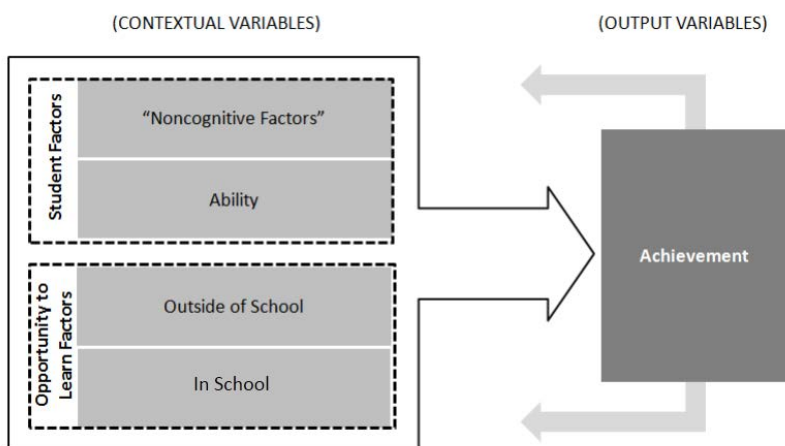 (CONTEXTUAL VARIABLES)
(OUTPUT VARIABLES)
Student Factors
“Noncognitive Factors”
Ability
Opportunity to
Learn Factors
Outside of School
In School
Achievement